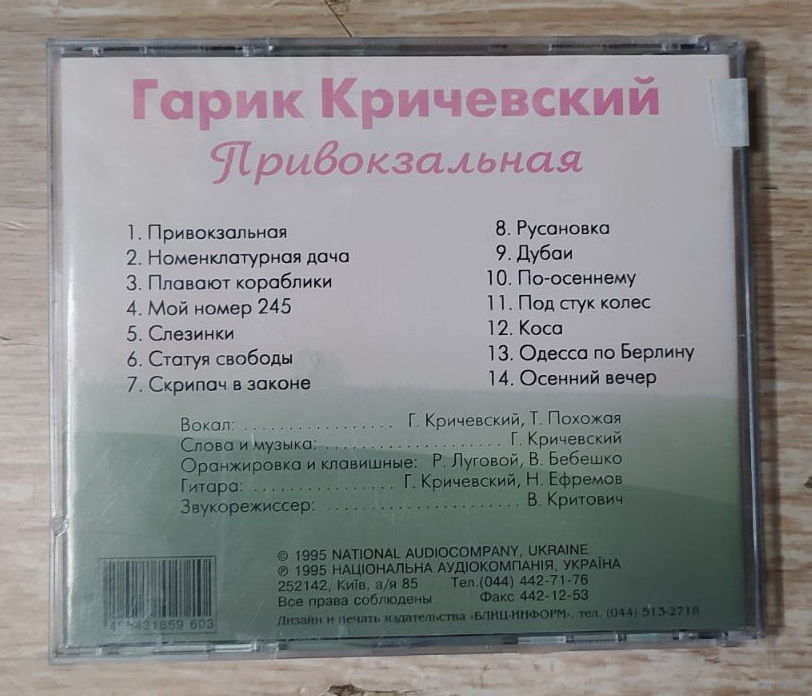 Гарик Кричевский
Привокзальная
1. Привокзальная
2. Номенклатурная дача
3. Плавают кораблики
4. Мой номер 245
5. Слезинки
6. Статуя свободы
7. Скрипач в законе
8. Русановка
9. Дубаи
10. По-осеннему
11. Под стук колес
12. Коса
13. Одесса по Берлину
14. Осенний вечер
Вокал: ................. Г. Кричевский, Т. Похожая
Слова и музыка: .................... Г. Кричевский
Оранжировка и клавишные: Р. Луговой, В. Бебешко
Гитара: ................ Г. Кричевский, Н. Ефремов
Звукорежиссер: ....................... В. Критович
© 1995 NATIONAL AUDIOCOMPANY, UKRAINE
℗ 1995 НАЦІОНАЛЬНА АУДІОКОМПАНІЯ, УКРАЇНА
252142, Київ, а/я 85 Тел.(044) 442-71-76
Все права соблюдены Факс 442-12-53
Дизайн и печать издательства «БЛИЦ-ИНФОРМ», тел. (044) 513-2718